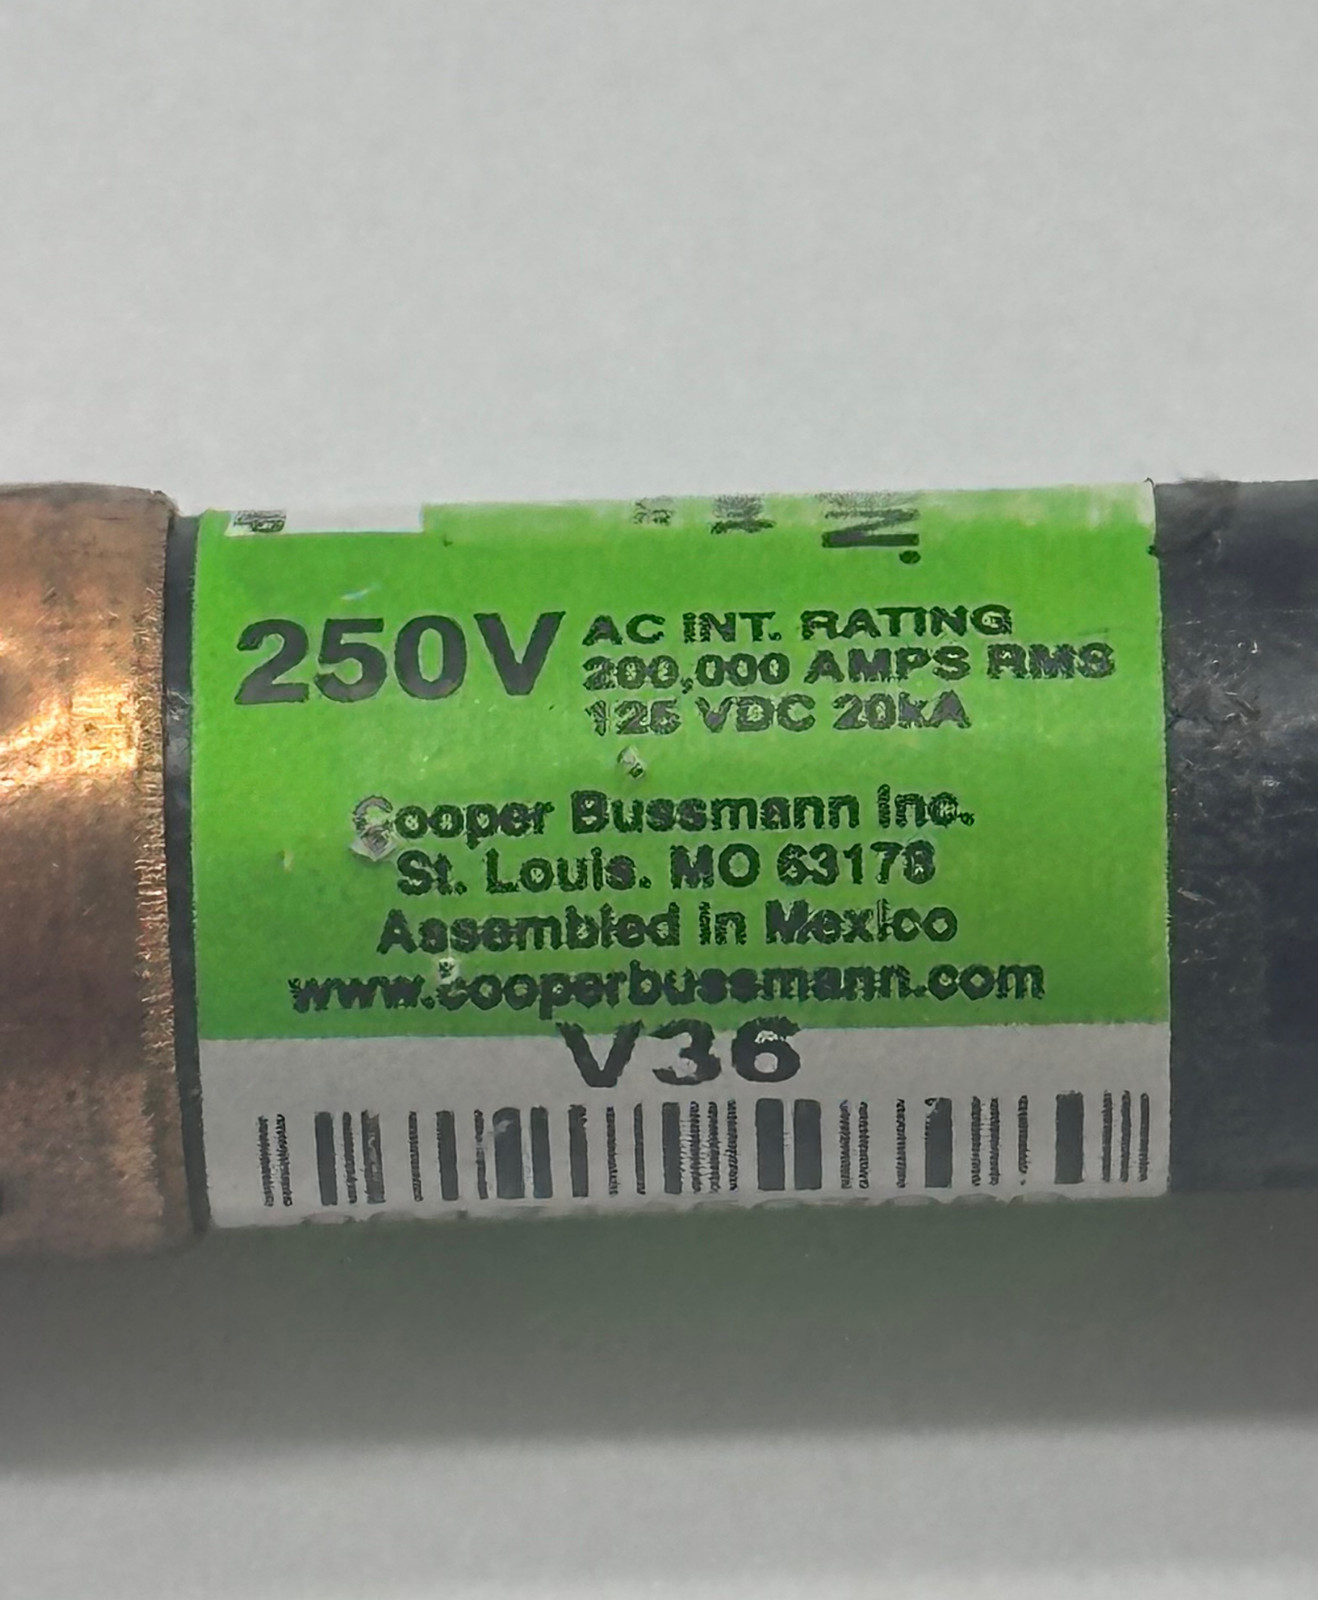 250V
AC INT. RATING
200,000 AMPS RMS
125 VDC 20kA
Cooper Bussmann Inc.
St. Louis. MO 63178
Assembled in Mexico
www.cooperbussmann.com
V36